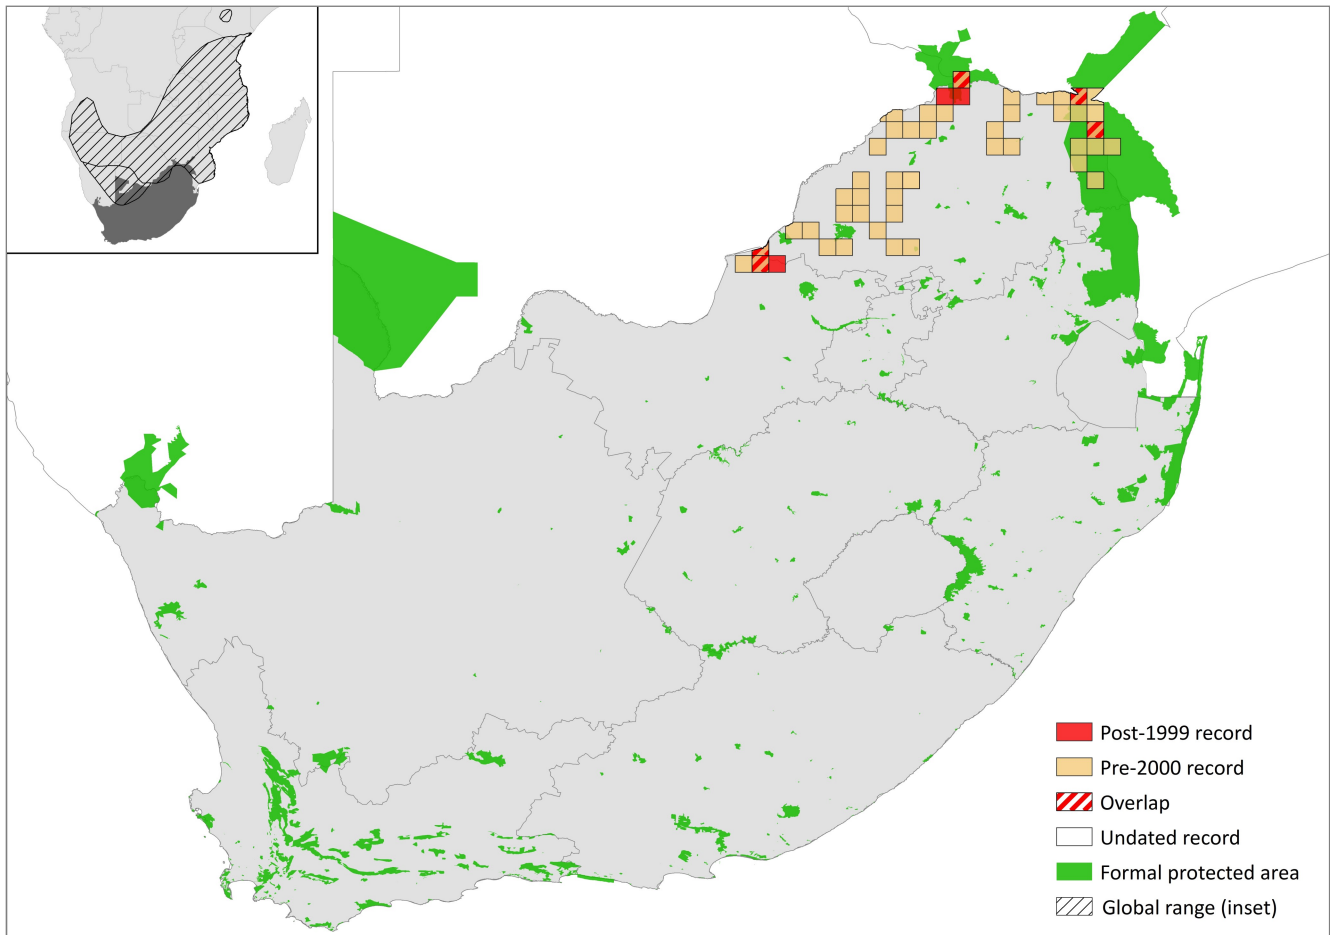 Post-1999 record
Pre-2000 record
Overlap
Undated record
Formal protected area
Global range (inset)